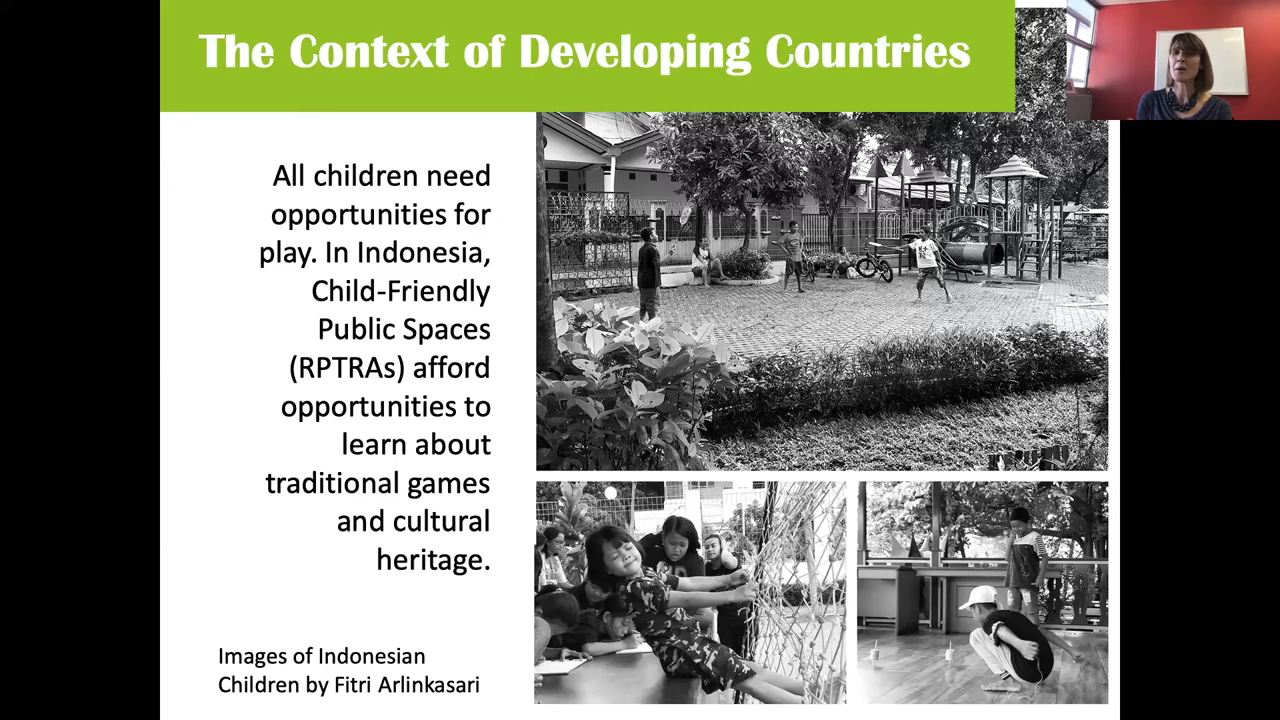 The Context of Developing Countries
All children need
opportunities for
play. In Indonesia,
Child-Friendly
Public Spaces
(RPTRAs) afford
opportunities to
learn about
traditional games
and cultural
heritage.
Images of Indonesian
Children by Fitri Arlinkasari